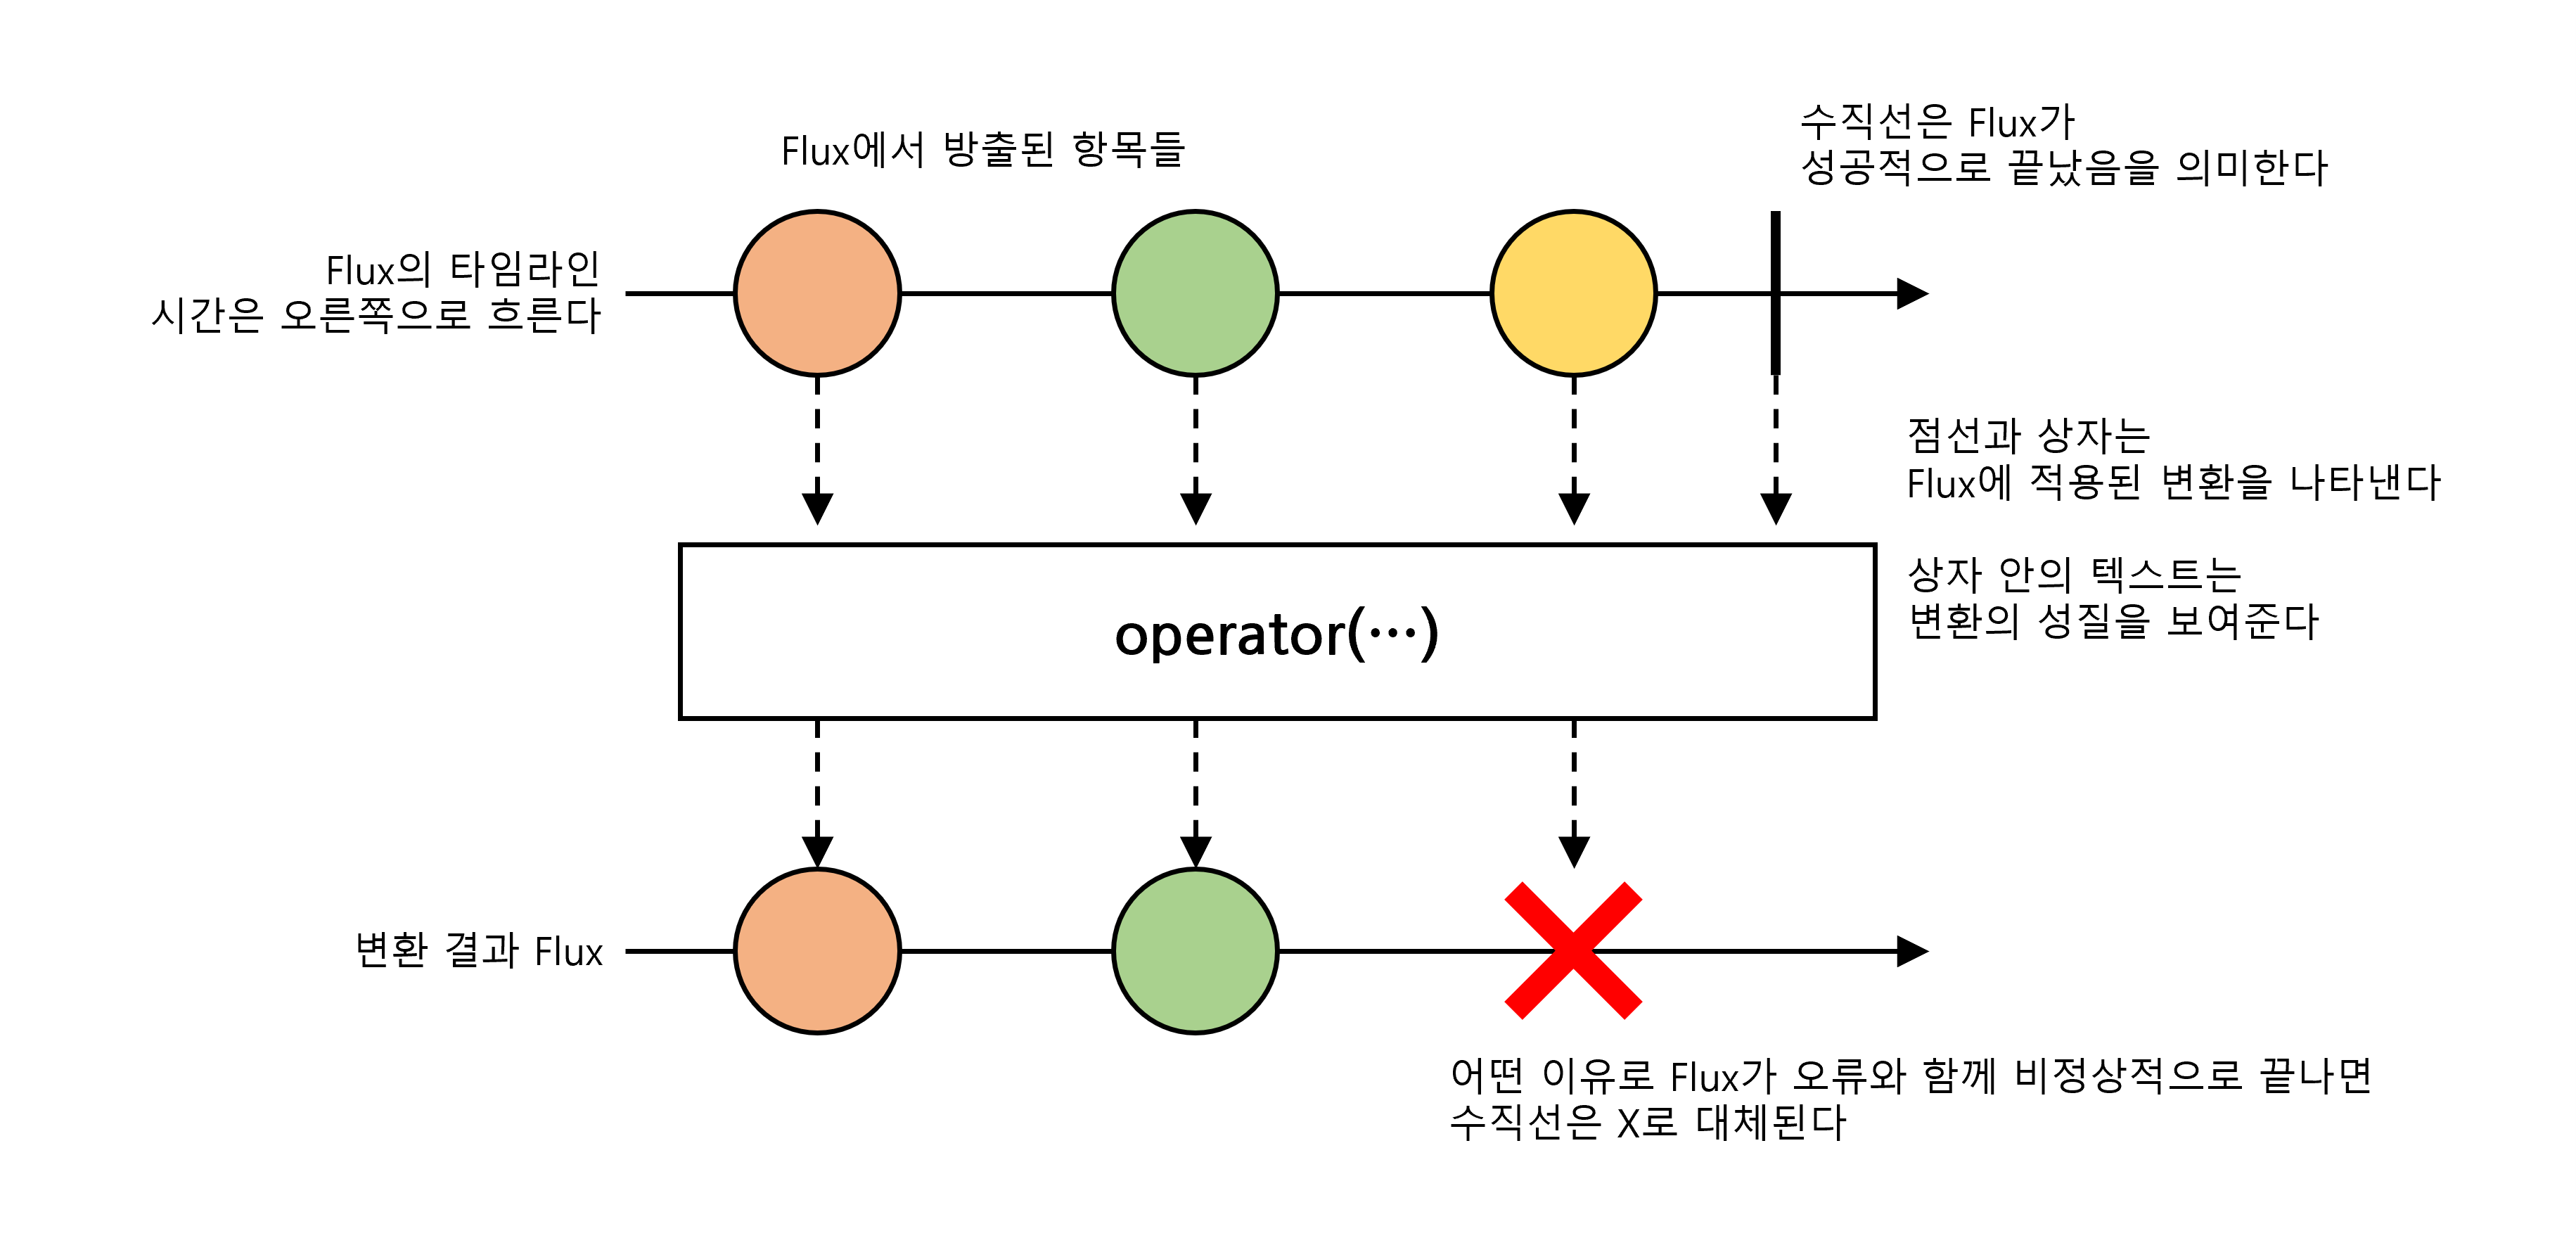 Flux에서 방출된 항목들
수직선은 Flux가
성공적으로 끝났음을 의미한다
Flux의 타임라인
시간은 오른쪽으로 흐른다
점선과 상자는
Flux에 적용된 변환을 나타낸다
상자 안의 텍스트는
변환의 성질을 보여준다
operator(⋯)
변환 결과 Flux
어떤 이유로 Flux가 오류와 함께 비정상적으로 끝나면
수직선은 X로 대체된다